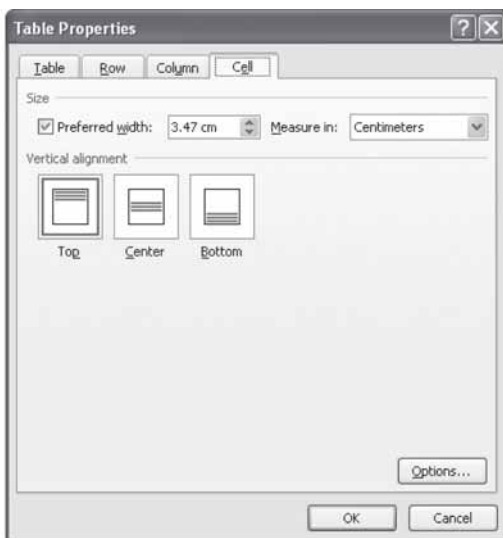 Table Properties
Table Row Column Cell
Size
Preferred width: 3.47 cm Measure in: Centimeters
Vertical alignment
Top Center Bottom
Options...
OK Cancel